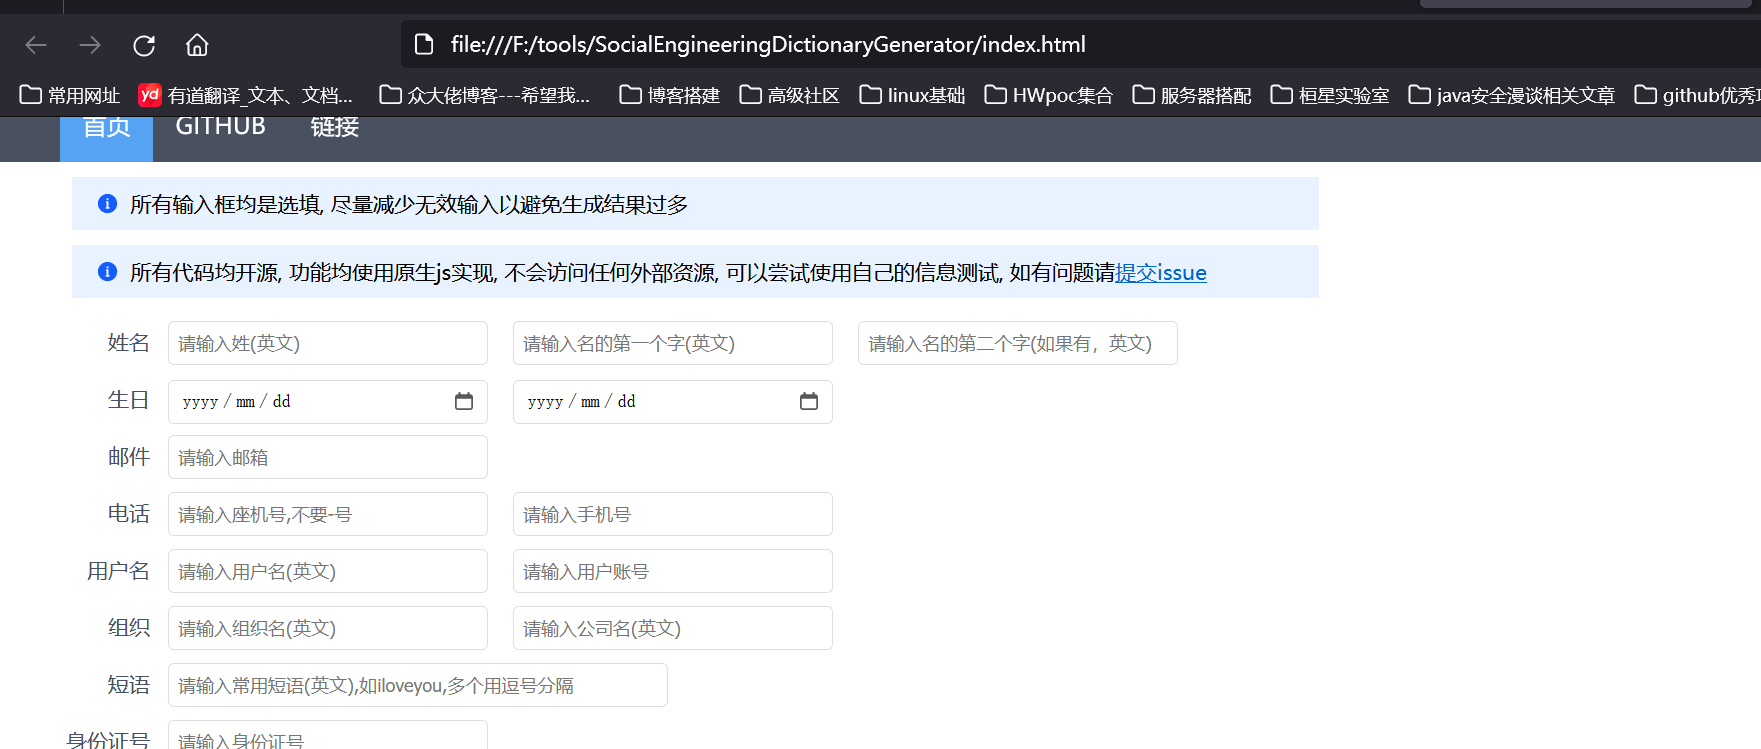 file:///F:/tools/SocialEngineeringDictionaryGenerator/index.html
常用网址 yd 有道翻译_文本、文档... 众大佬博客---希望我... 博客搭建 高级社区 linux基础 HWpoc集合 服务器搭配 桓星实验室 java安全漫谈相关文章 github优秀
首页 GITHUB 链接
所有输入框均是选填, 尽量减少无效输入以避免生成结果过多
所有代码均开源, 功能均使用原生js实现, 不会访问任何外部资源, 可以尝试使用自己的信息测试, 如有问题请提交issue
姓名 请输入姓(英文) 请输入名的第一个字(英文) 请输入名的第二个字(如果有，英文)
生日 yyyy / mm / dd yyyy / mm / dd
邮件 请输入邮箱
电话 请输入座机号,不要-号 请输入手机号
用户名 请输入用户名(英文) 请输入用户账号
组织 请输入组织名(英文) 请输入公司名(英文)
短语 请输入常用短语(英文),如iloveyou,多个用逗号分隔
身份证号 请输入身份证号